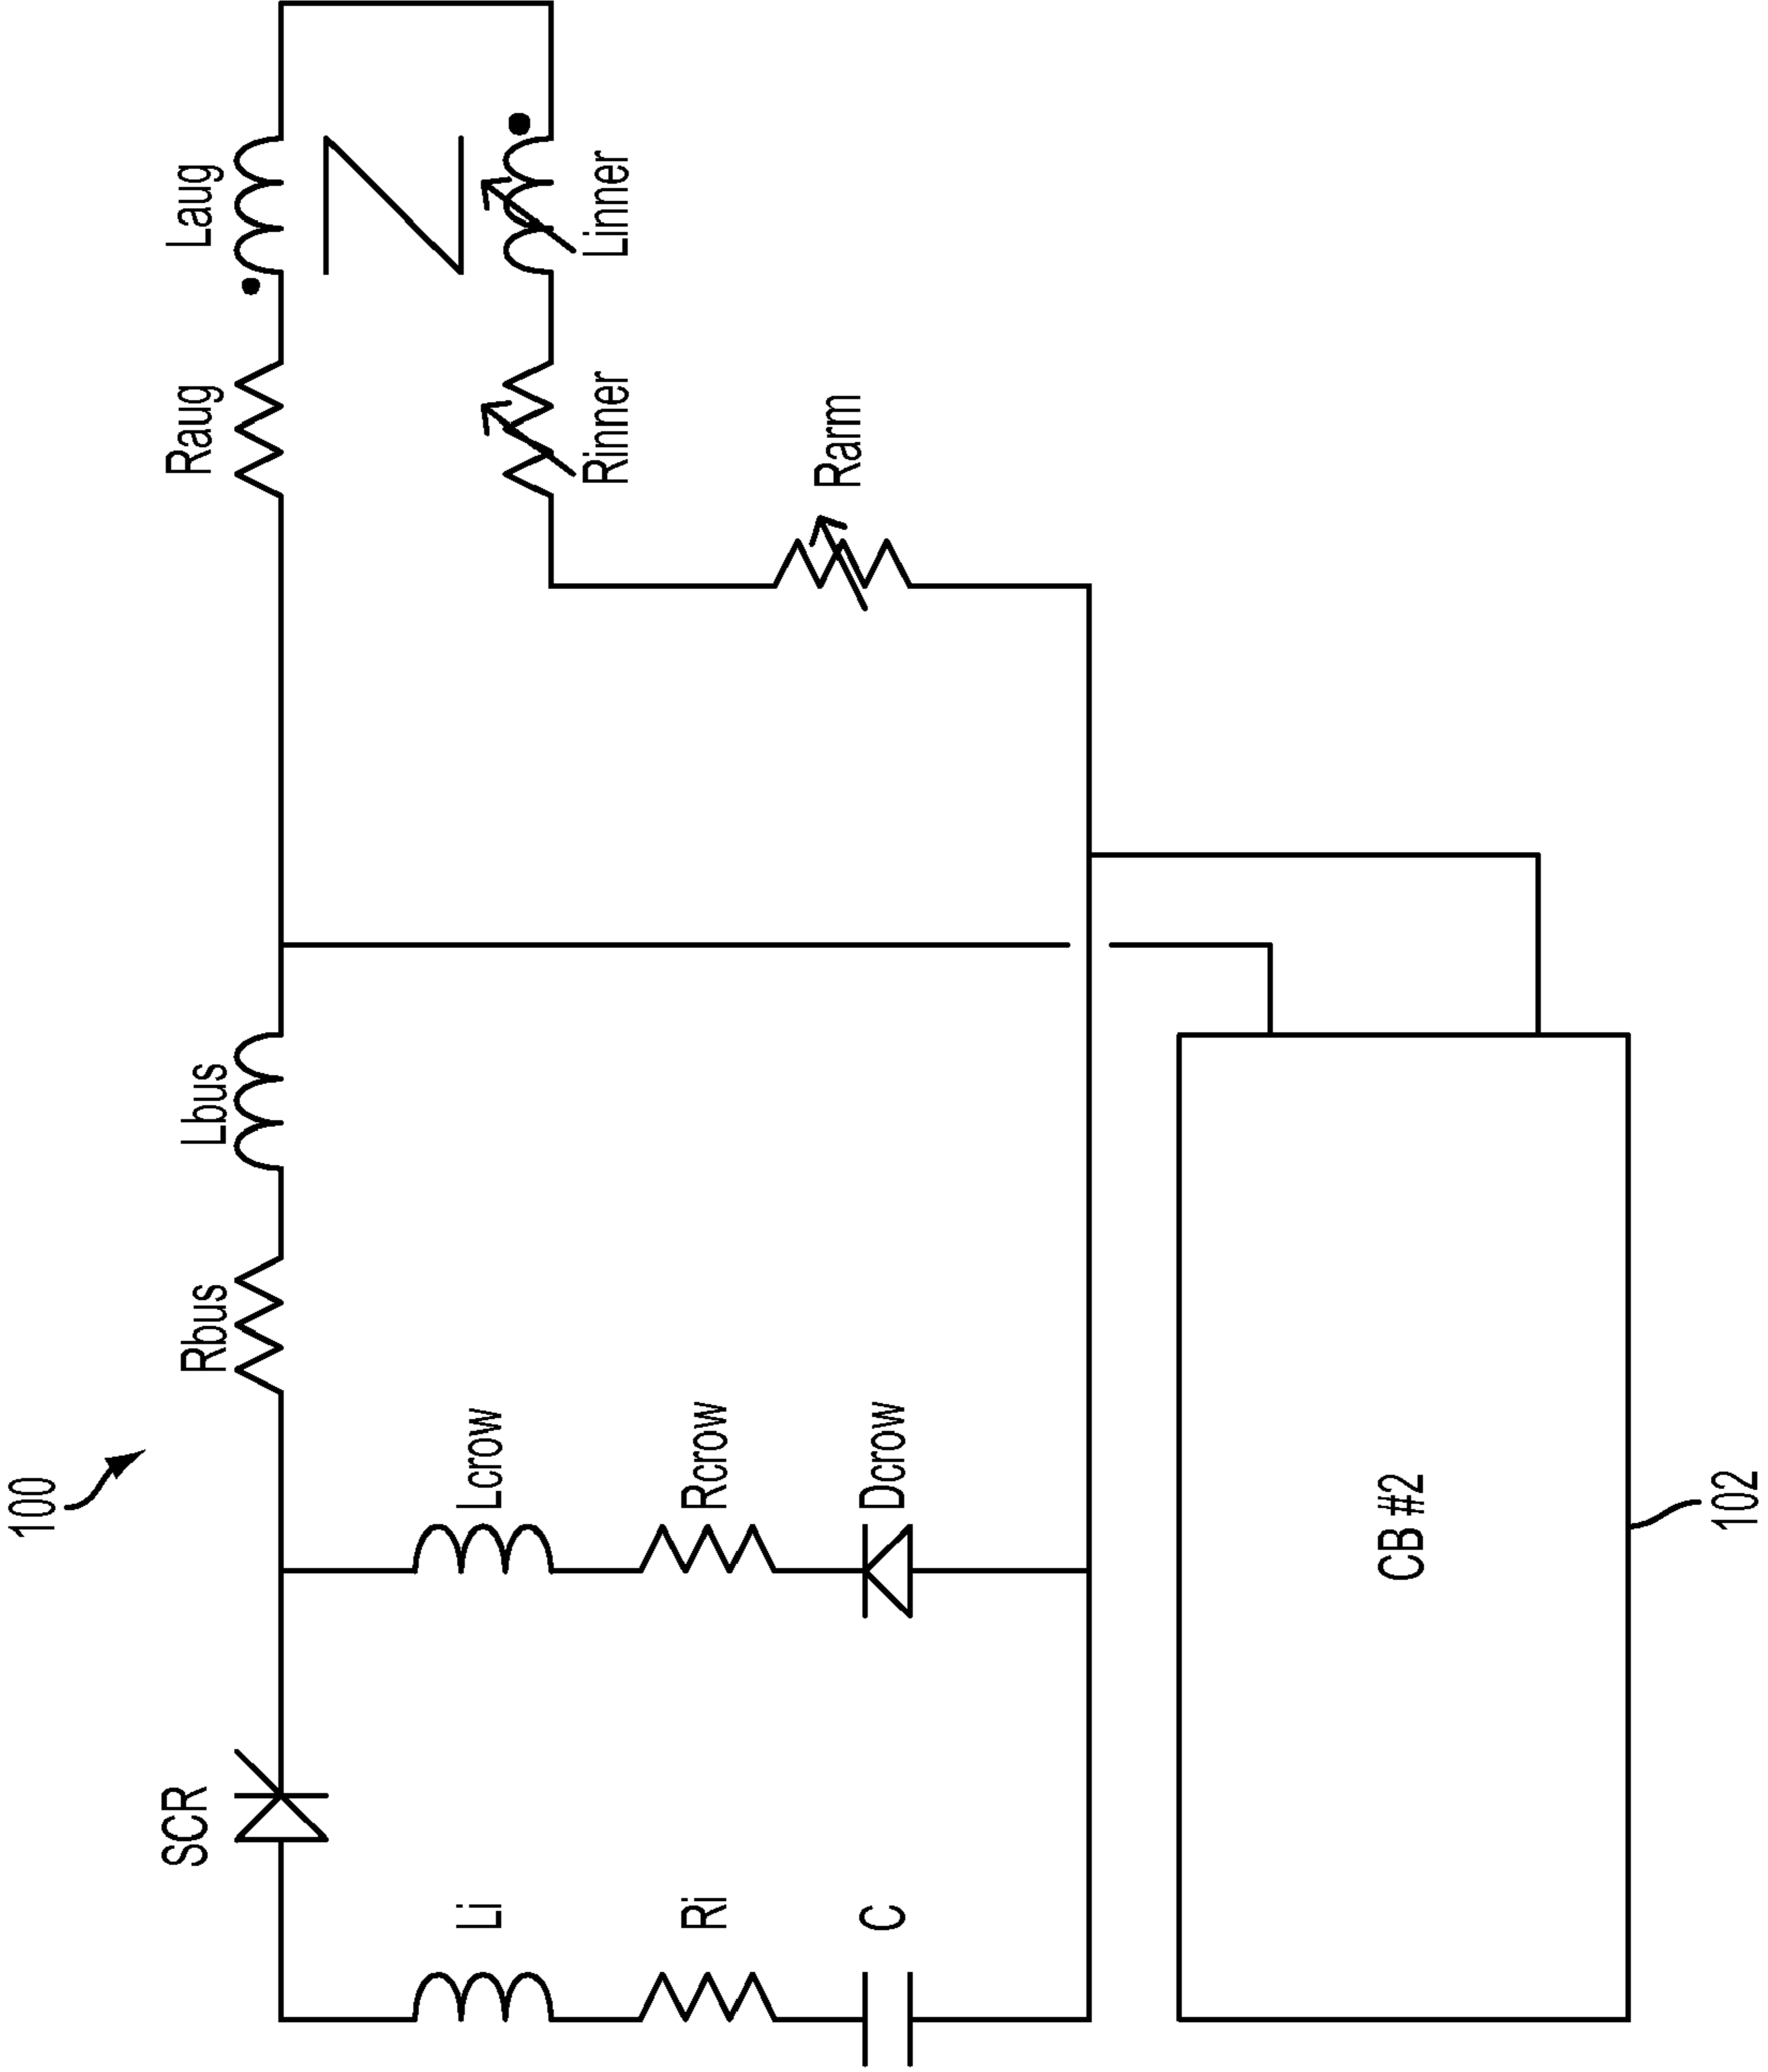 100
SCR
Rbus
Lbus
Raug
Laug
Li
Lcrow
Rinner
Linner
Ri
Rcrow
C
Dcrow
Rarm
CB #2
102